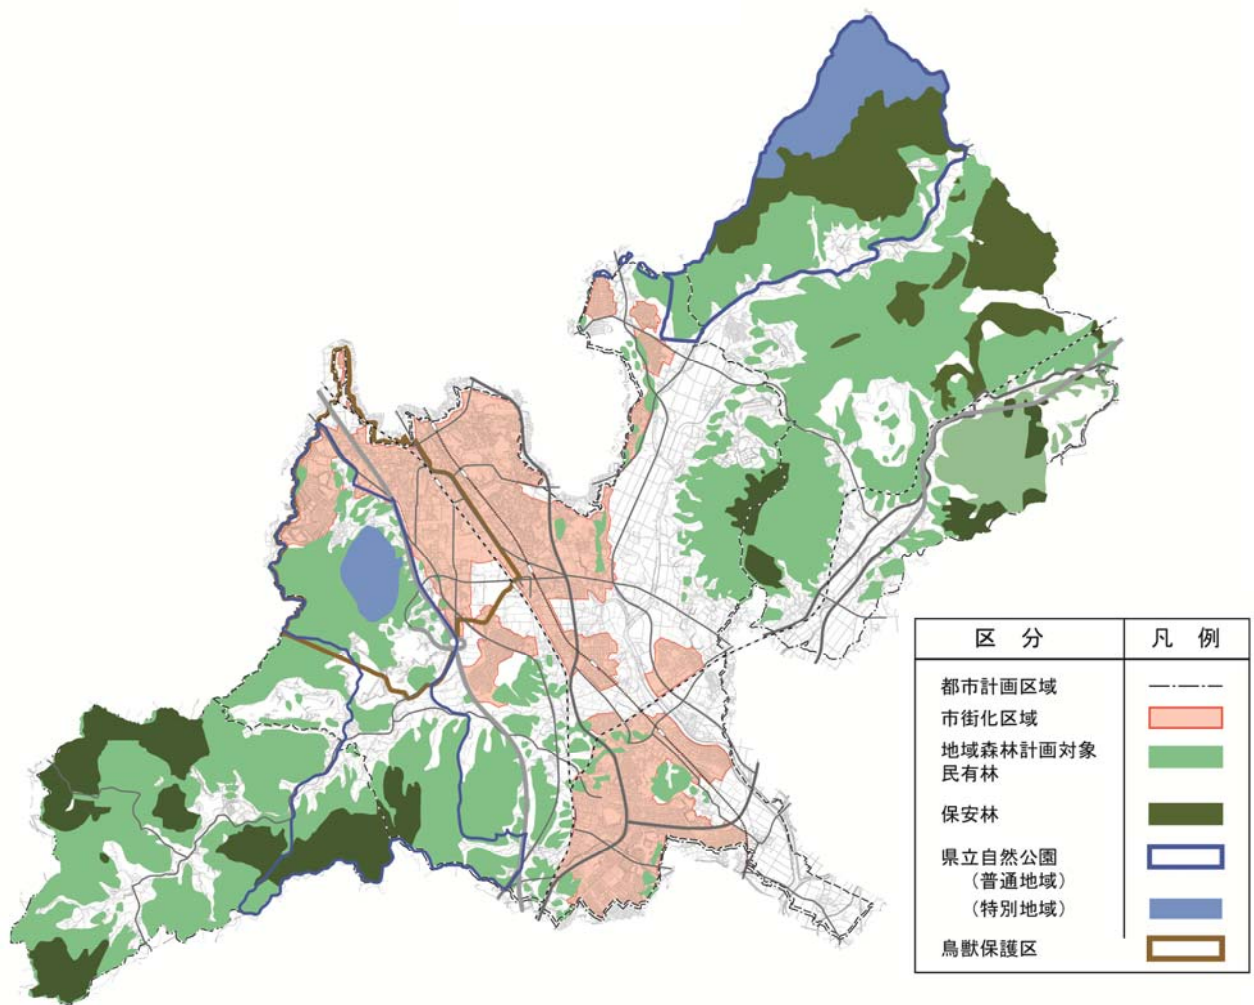 区 分 凡 例
都市計画区域
市街化区域
地域森林計画対象
民有林
保安林
県立自然公園
（普通地域）
（特別地域）
鳥獣保護区